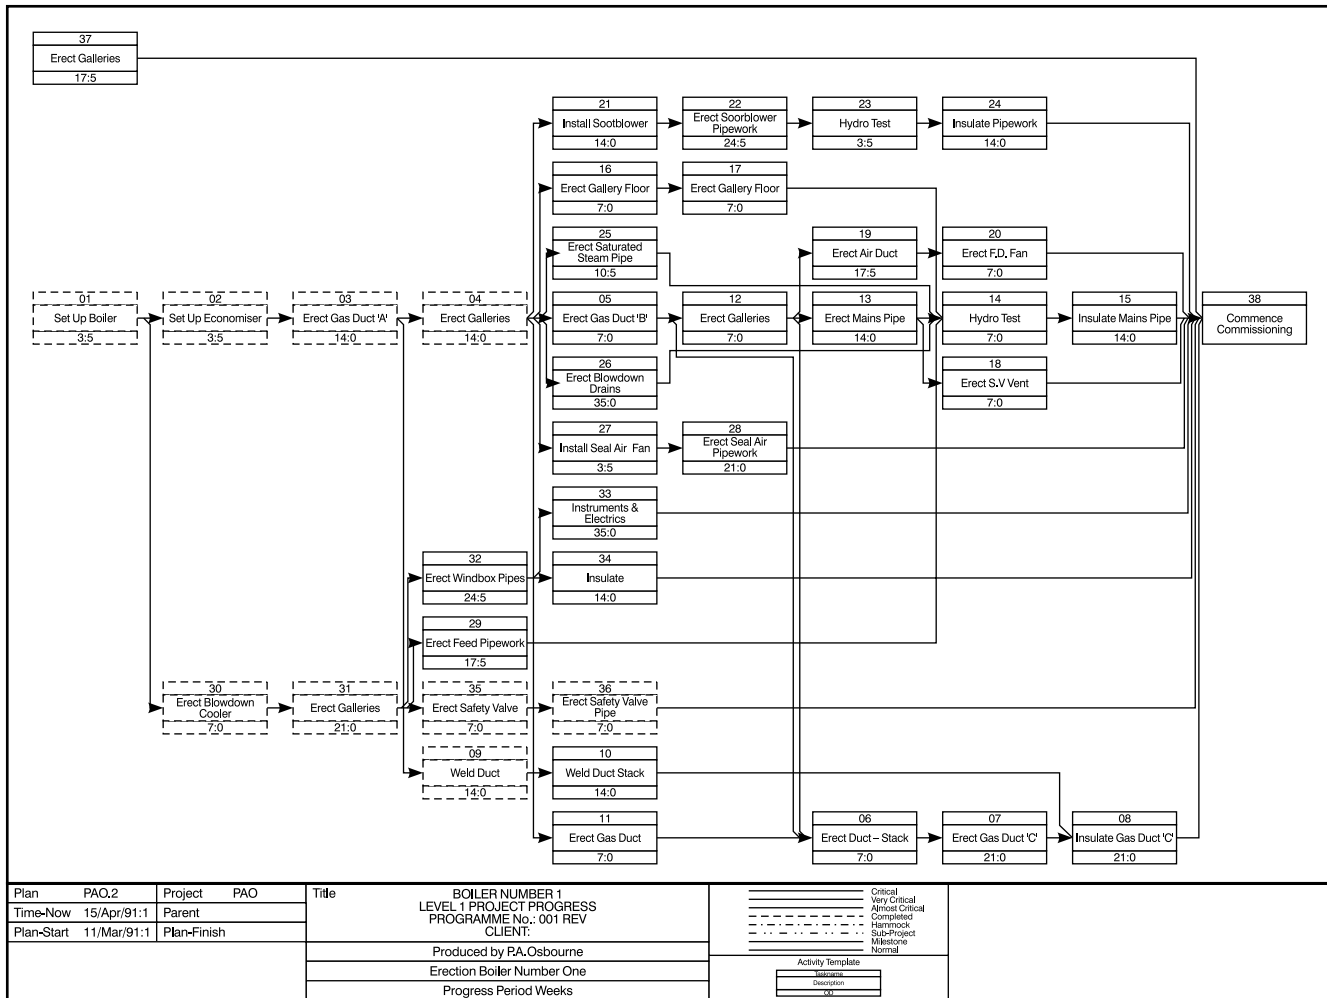 37
Erect Galleries
17:5
21
Install Sootblower
14:0
22
Erect Soorblower
Pipework
24:5
23
Hydro Test
3:5
24
Insulate Pipework
14:0
16
Erect Gallery Floor
7:0
17
Erect Gallery Floor
7:0
25
Erect Saturated
Steam Pipe
10:5
19
Erect Air Duct
17:5
20
Erect F.D. Fan
7:0
01
Set Up Boiler
3:5
02
Set Up Economiser
3:5
03
Erect Gas Duct 'A'
14:0
04
Erect Galleries
14:0
05
Erect Gas Duct 'B'
7:0
12
Erect Galleries
7:0
13
Erect Mains Pipe
14:0
14
Hydro Test
7:0
15
Insulate Mains Pipe
14:0
38
Commence
Commissioning
26
Erect Blowdown
Drains
35:0
18
Erect S.V Vent
7:0
27
Install Seal Air Fan
3:5
28
Erect Seal Air
Pipework
21:0
33
Instruments &
Electrics
35:0
32
Erect Windbox Pipes
24:5
34
Insulate
14:0
29
Erect Feed Pipework
17:5
30
Erect Blowdown
Cooler
7:0
31
Erect Galleries
21:0
35
Erect Safety Valve
7:0
36
Erect Safety Valve
Pipe
7:0
09
Weld Duct
14:0
10
Weld Duct Stack
14:0
11
Erect Gas Duct
7:0
06
Erect Duct – Stack
7:0
07
Erect Gas Duct 'C'
21:0
08
Insulate Gas Duct 'C'
21:0
Plan PAO.2 Project PAO
Time-Now 15/Apr/91:1 Parent
Plan-Start 11/Mar/91:1 Plan-Finish
Title
BOILER NUMBER 1
LEVEL 1 PROJECT PROGRESS
PROGRAMME No.: 001 REV
CLIENT:
Produced by P.A.Osbourne
Erection Boiler Number One
Progress Period Weeks
Critical
Very Critical
Almost Critical
Completed
Hammock
Sub-Project
Milestone
Normal
Activity Template
Taskname
Description
OD